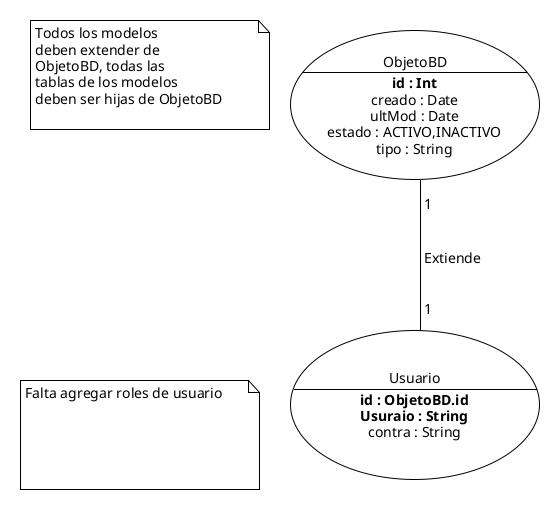 Todos los modelos
deben extender de
ObjetoBD, todas las
tablas de los modelos
deben ser hijas de ObjetoBD
ObjetoBD
id : Int
creado : Date
ultMod : Date
estado : ACTIVO,INACTIVO
tipo : String
1
Extiende
1
Falta agregar roles de usuario
Usuario
id : ObjetoBD.id
Usuraio : String
contra : String